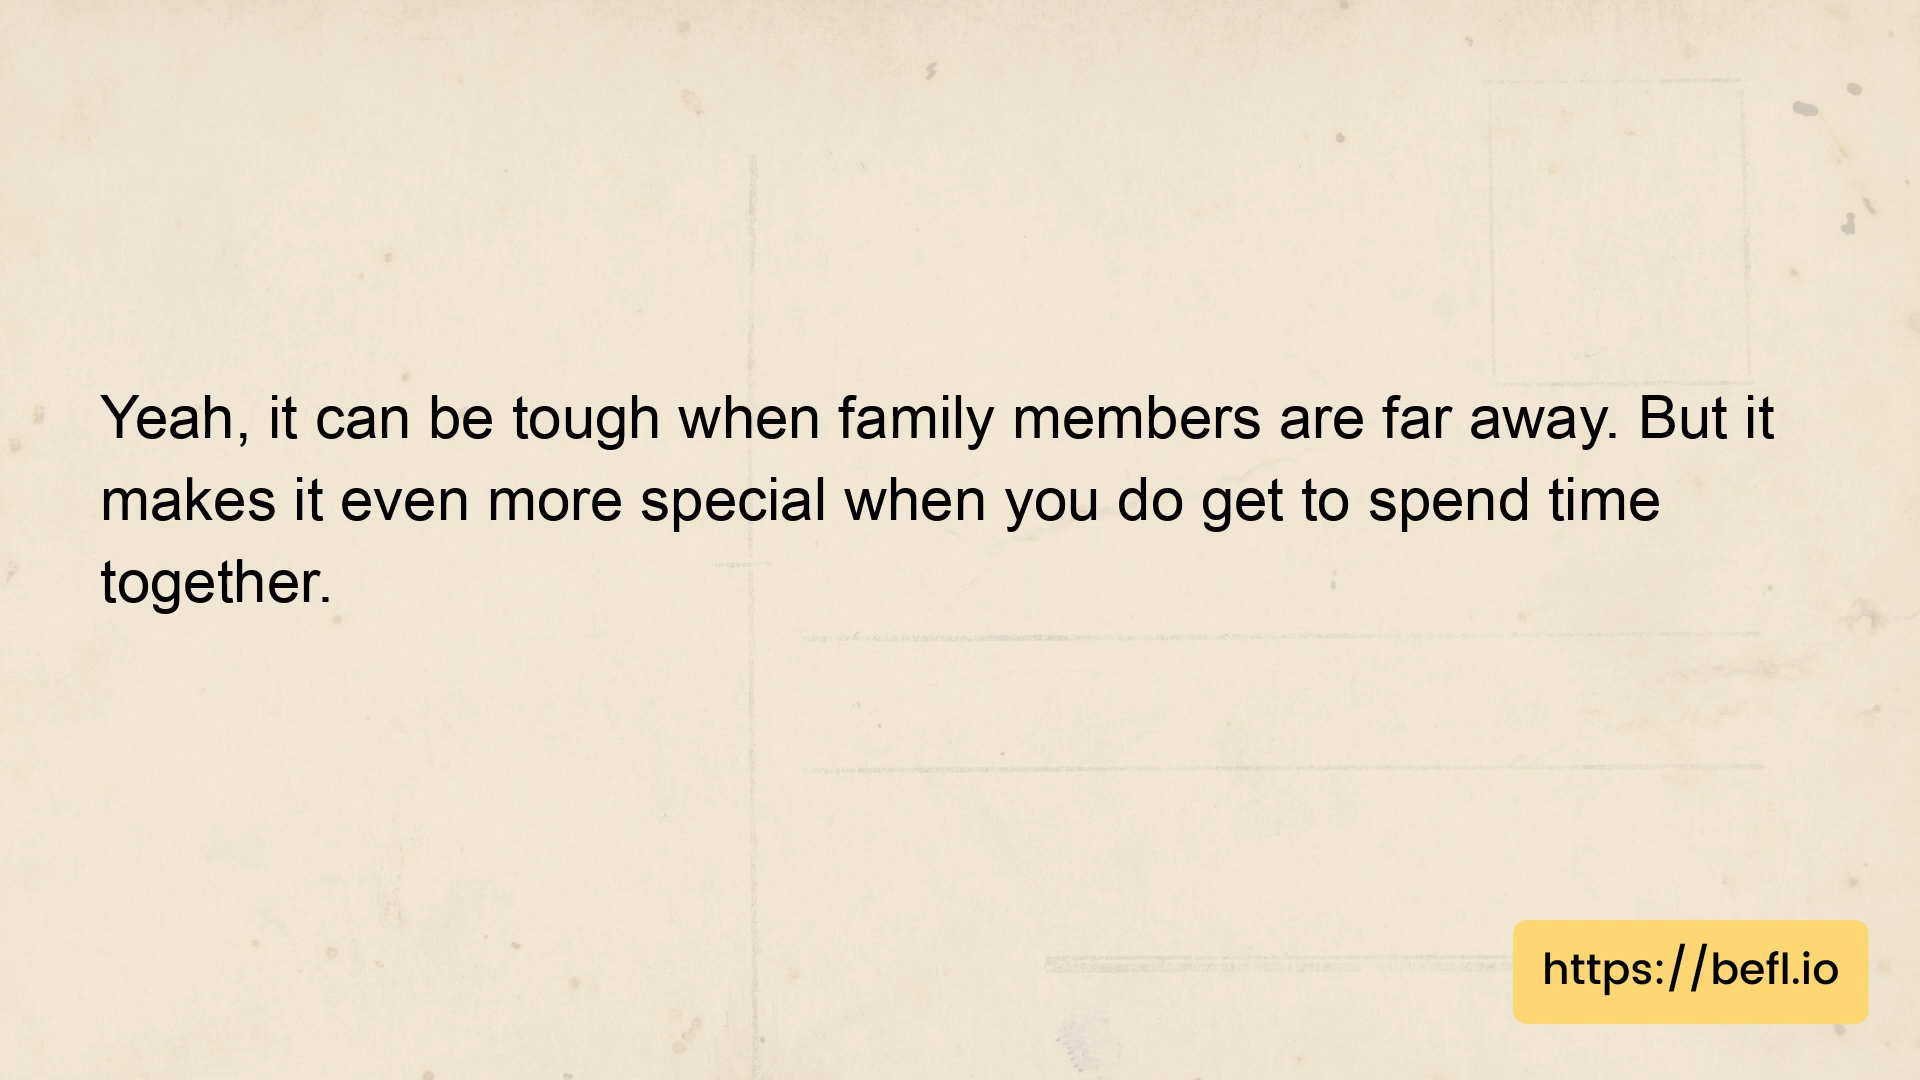 Yeah, it can be tough when family members are far away. But it
makes it even more special when you do get to spend time
together.
https://befl.io